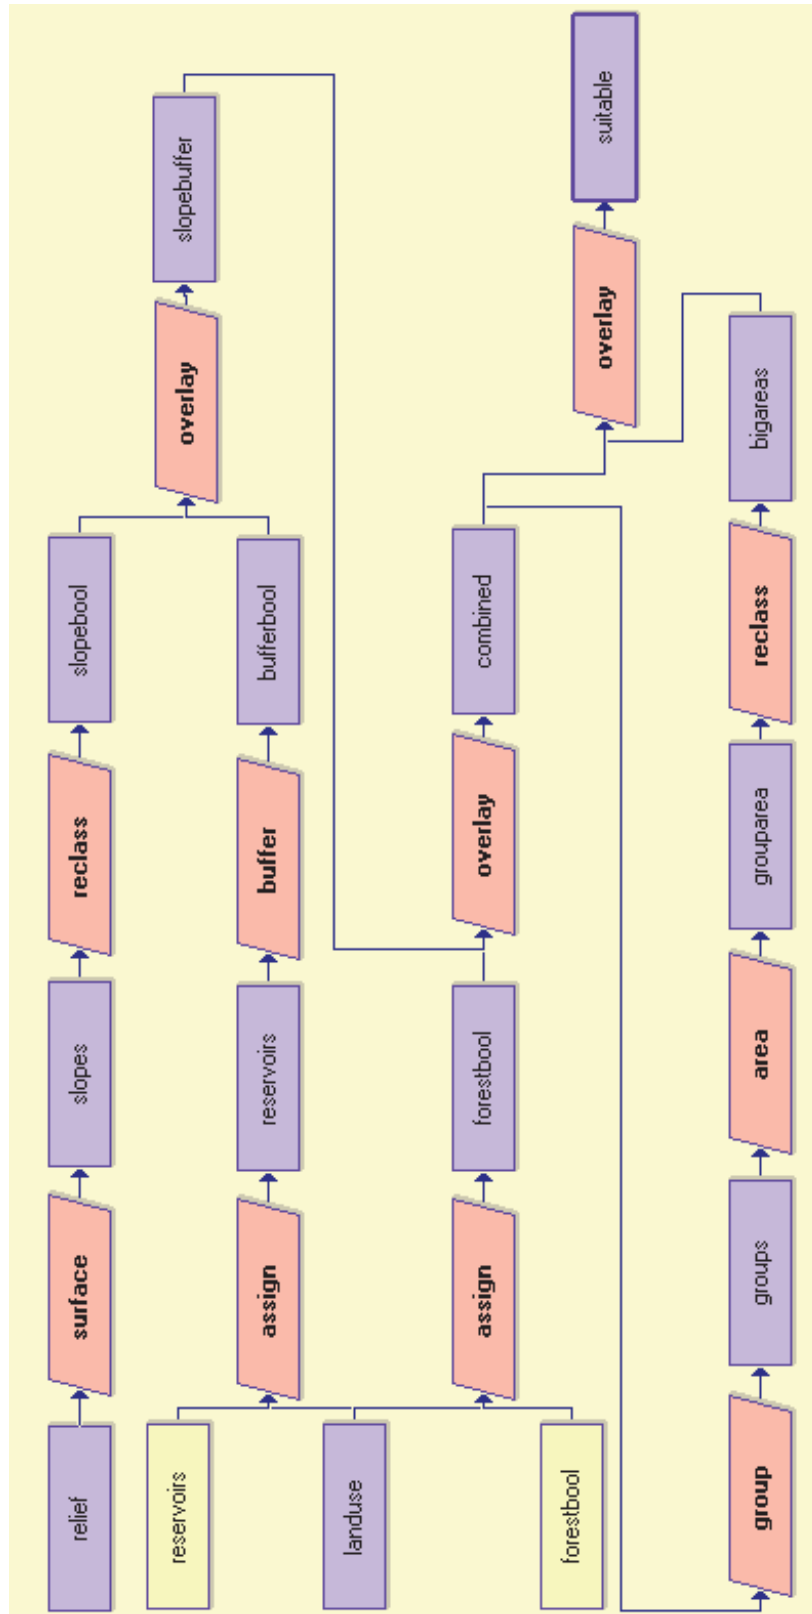 relief
surface
slopes
reclass
slopebool
reservoirs
assign
reservoirs
buffer
bufferbool
overlay
slopebuffer
landuse
forestbool
assign
forestbool
overlay
combined
overlay
suitable
group
groups
area
grouparea
reclass
bigareas